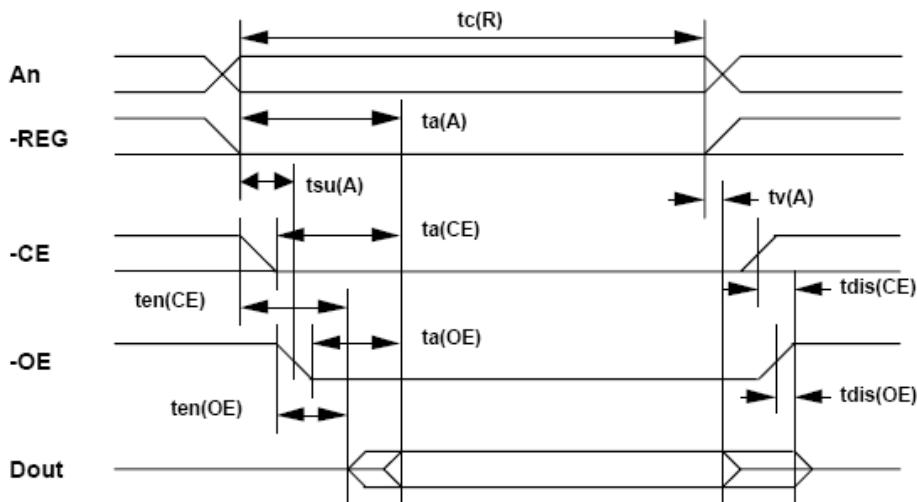 tc(R)
An
ta(A)
-REG
tsu(A)
tv(A)
ta(CE)
-CE
ten(CE)
tdis(CE)
ta(OE)
-OE
tdis(OE)
ten(OE)
Dout